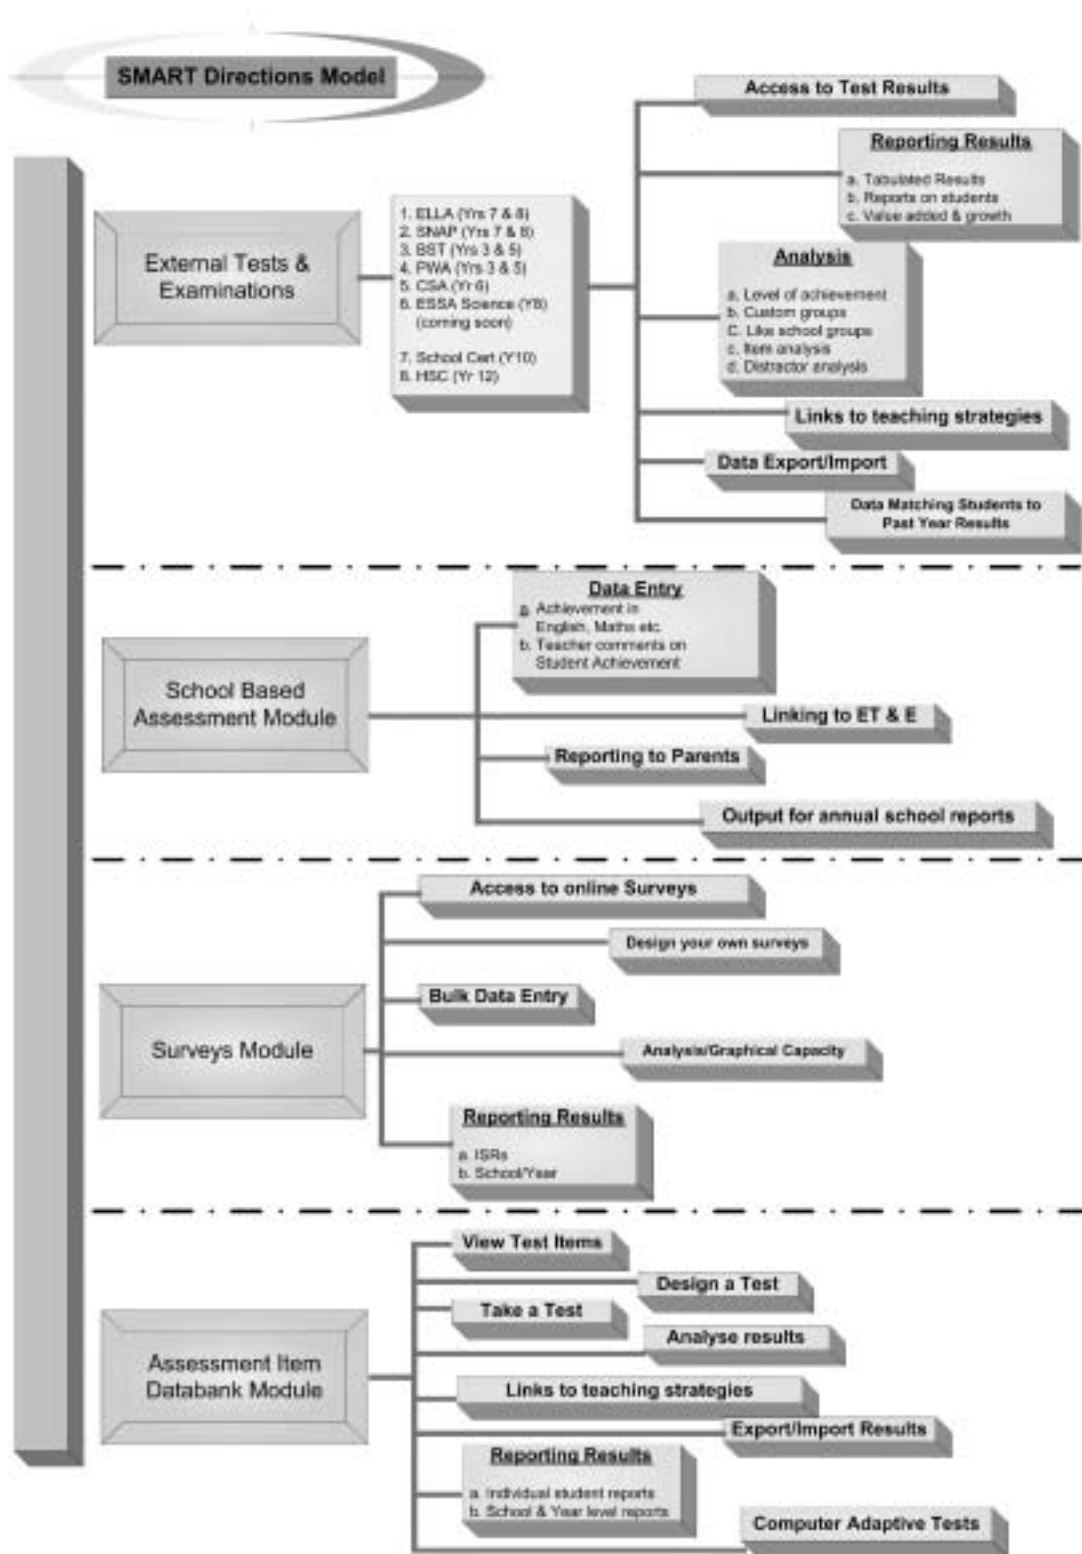 SMART Directions Model
External Tests &
Examinations
1. ELLA (Yrs 7 & 8)
2. SNAP (Yrs 7 & 8)
3. BST (Yrs 3 & 5)
4. PWA (Yrs 3 & 5)
5. CSA (Yr 6)
6. ESSA Science (Y8)
(coming soon)
7. School Cert (Y10)
8. HSC (Yr 12)
Access to Test Results
Reporting Results
a. Tabulated Results
b. Reports on students
c. Value added & growth
Analysis
a. Level of achievement
b. Custom groups
C. Like school groups
c. Item analysis
d. Distractor analysis
Links to teaching strategies
Data Export/Import
Data Matching Students to
Past Year Results
School Based
Assessment Module
Data Entry
a. Achievement in
English, Maths etc.
b. Teacher comments on
Student Achievement
Linking to ET & E
Reporting to Parents
Output for annual school reports
Surveys Module
Access to online Surveys
Design your own surveys
Bulk Data Entry
Analysis/Graphical Capacity
Reporting Results
a. ISRs
b. School/Year
Assessment Item
Databank Module
View Test Items
Design a Test
Take a Test
Analyse results
Links to teaching strategies
Export/Import Results
Reporting Results
a. Individual student reports
b. School & Year level reports
Computer Adaptive Tests